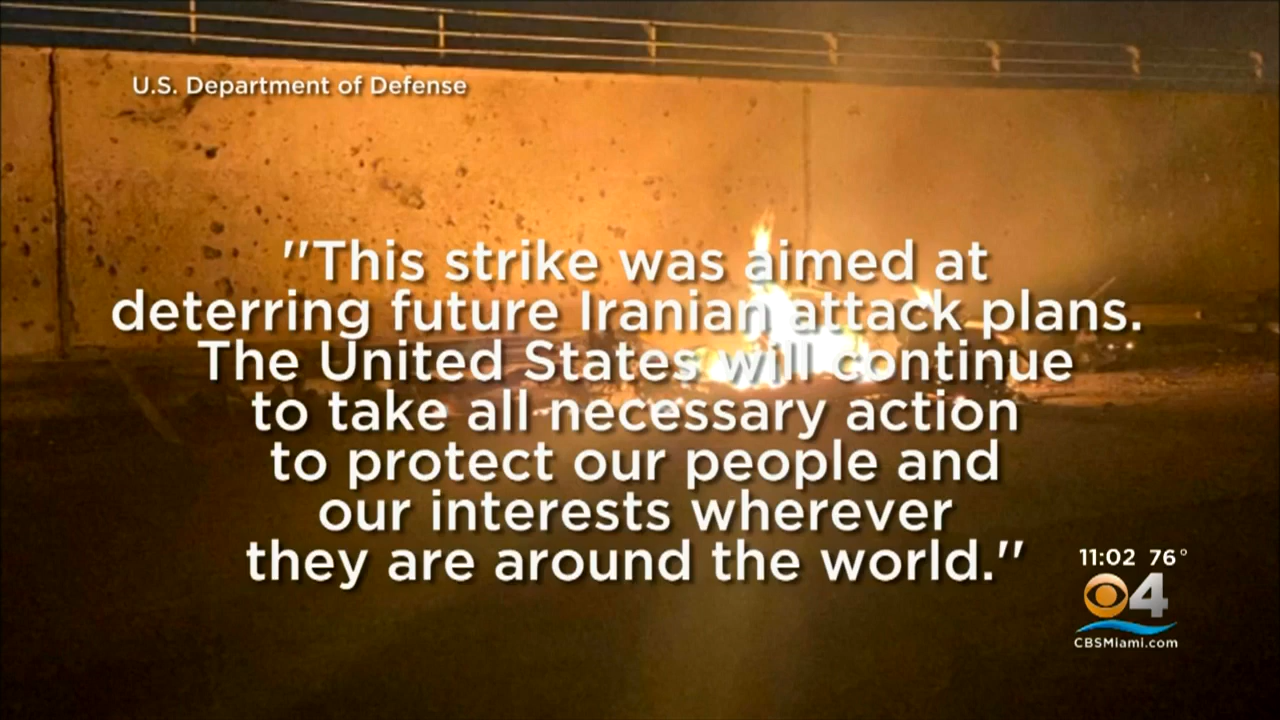 U.S. Department of Defense
"This strike was aimed at
deterring future Iranian attack plans.
The United States will continue
to take all necessary action
to protect our people and
our interests wherever
they are around the world."
11:02 76°
4
CBSMiami.com